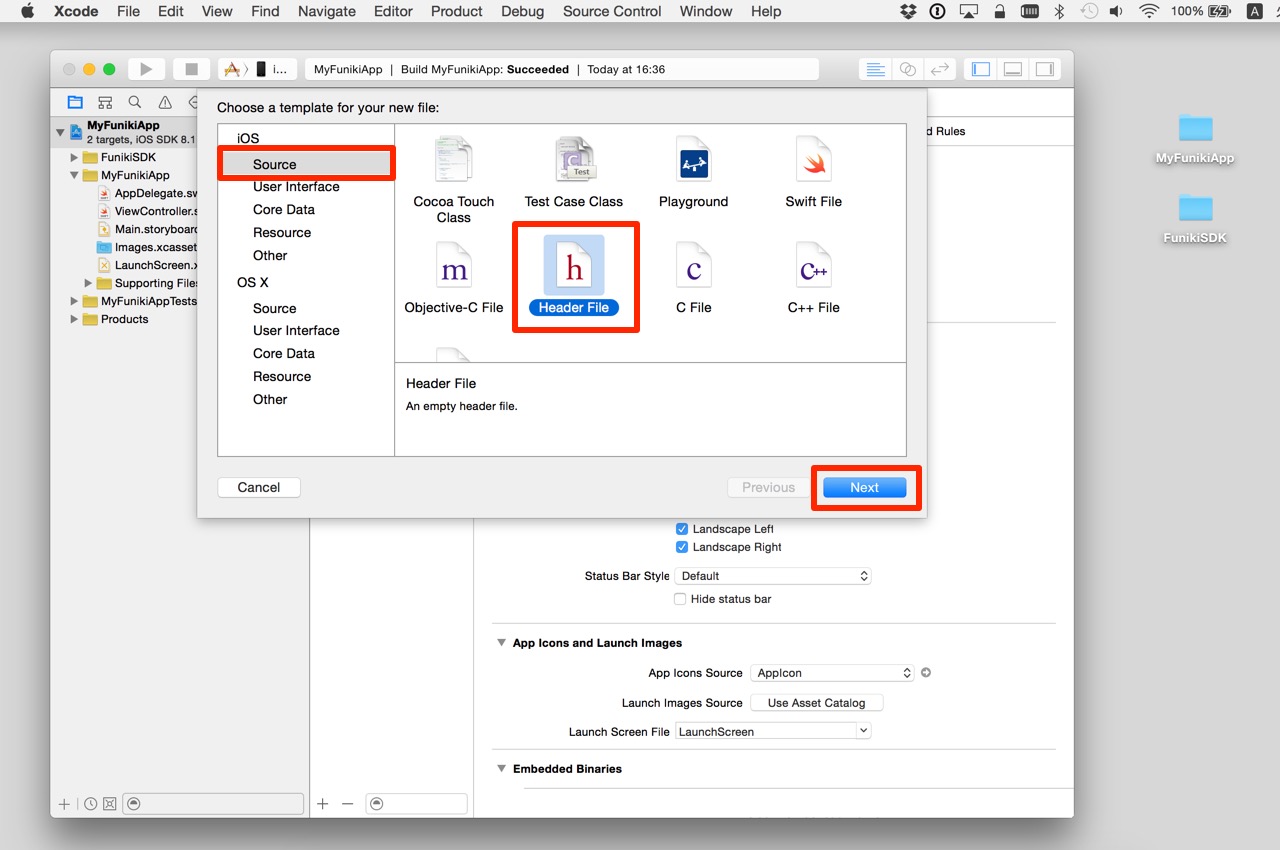 Xcode File Edit View Find Navigate Editor Product Debug Source Control Window Help 100% A
MyFunikiApp | Build MyFunikiApp: Succeeded | Today at 16:36
i...
Choose a template for your new file:
MyFunikiApp
2 targets, iOS SDK 8.1
FunikiSDK
MyFunikiApp
AppDelegate.sw
ViewController.s
Main.storyboard
Images.xcasset
LaunchScreen.x
Supporting Files
MyFunikiAppTests
Products
iOS
Source
User Interface
Core Data
Resource
Other
OS X
Source
User Interface
Core Data
Resource
Other
Cocoa Touch
Class
Test
Test Case Class
Playground
Swift File
m
Objective-C File
h
Header File
c
C File
C++
C++ File
Header File
An empty header file.
Cancel
Previous
Next
d Rules
Landscape Left
Landscape Right
Status Bar Style Default
Hide status bar
App Icons and Launch Images
App Icons Source AppIcon
Launch Images Source Use Asset Catalog
Launch Screen File LaunchScreen
Embedded Binaries
MyFunikiApp
FunikiSDK